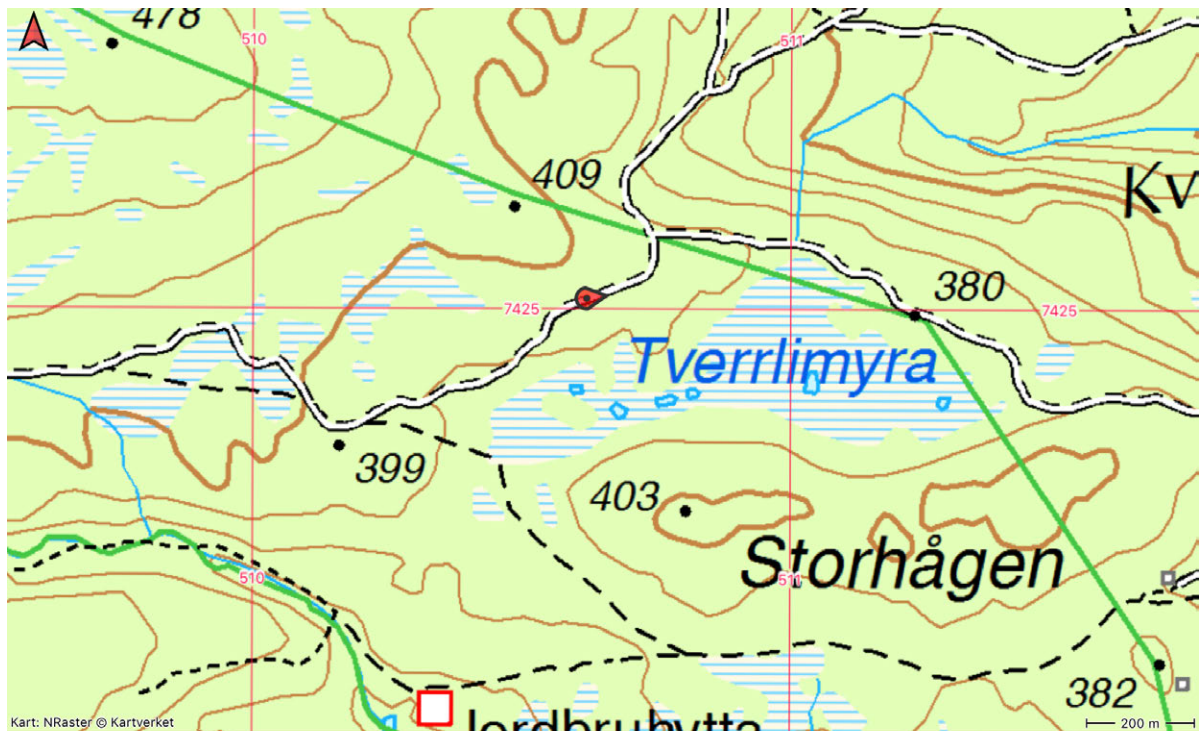 478
510
511
409
Kv
7425
380
7425
Tverrlimyra
399
403
Storhågen
510
511
382
Jordbruhytta
Kart: NRaster © Kartverket
200 m